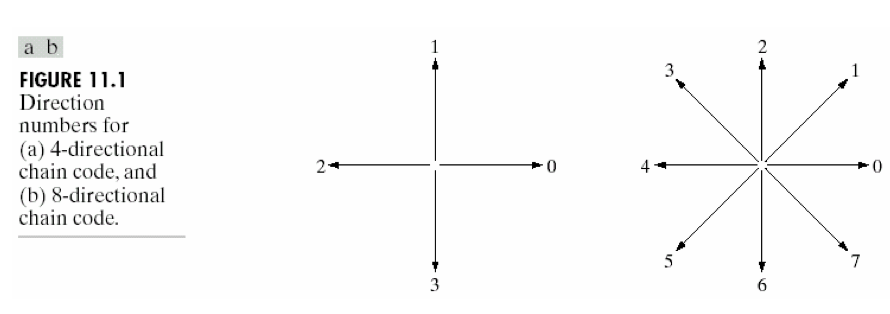 a b
FIGURE 11.1
Direction
numbers for
(a) 4-directional
chain code, and
(b) 8-directional
chain code.
1
2
0
3
2
3
1
4
0
5
7
6